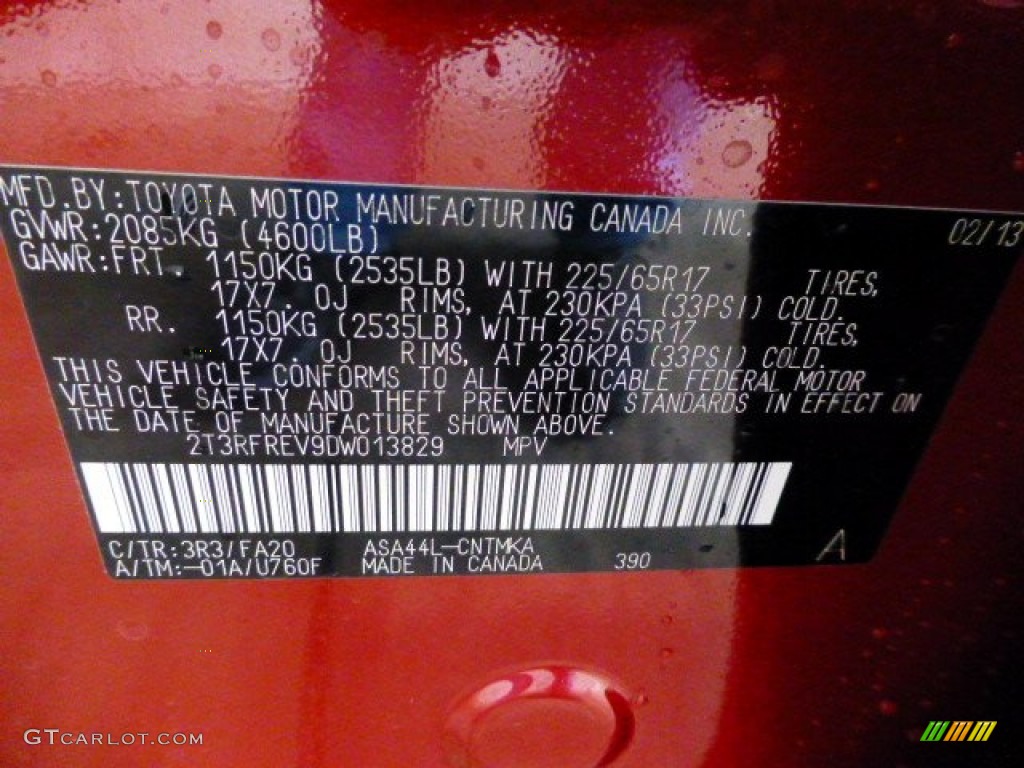 MFD.BY:TOYOTA MOTOR MANUFACTURING CANADA INC. 02/13
GVWR:2085KG (4600LB)
GAWR:FRT. 1150KG (2535LB) WITH 225/65R17 TIRES,
17X7. 0J RIMS, AT 230KPA (33PSI) COLD.
RR. 1150KG (2535LB) WITH 225/65R17 TIRES,
17X7. 0J RIMS, AT 230KPA (33PSI) COLD.
THIS VEHICLE CONFORMS TO ALL APPLICABLE FEDERAL MOTOR
VEHICLE SAFETY AND THEFT PREVENTION STANDARDS IN EFFECT ON
THE DATE OF MANUFACTURE SHOWN ABOVE.
2T3RFREV9DW013829 MPV
C/TR:3R3/FA20 ASA44L-CNTMKA A
A/TM:-01A/U760F MADE IN CANADA 390
GTCARLOT.COM